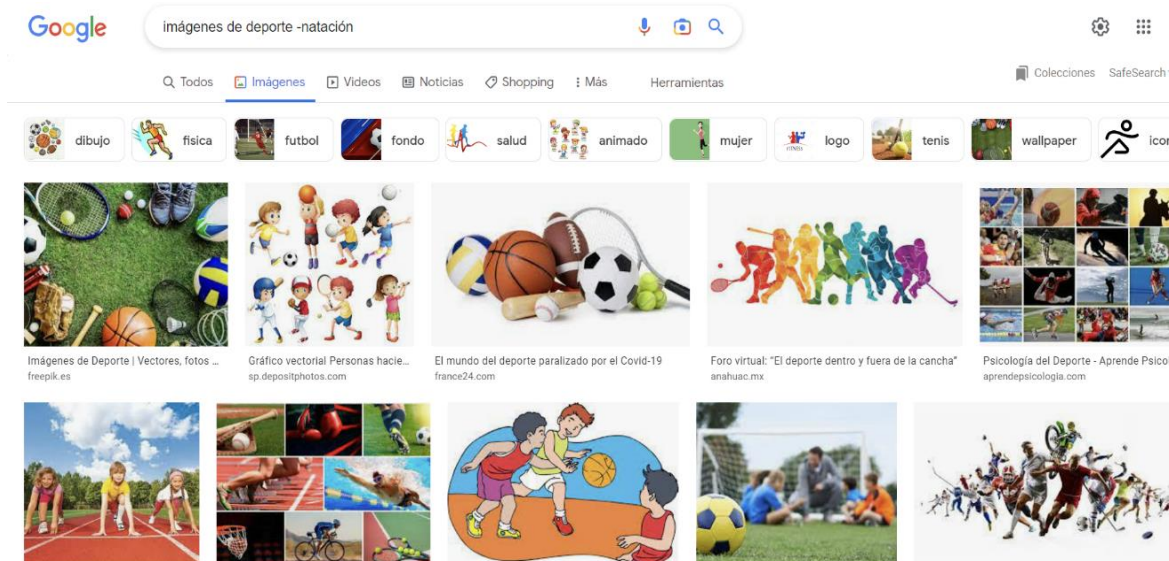 Google
imágenes de deporte -natación
Todos Imágenes Videos Noticias Shopping Más Herramientas
Colecciones SafeSearch
dibujo fisica futbol fondo salud animado mujer logo tenis wallpaper
Imágenes de Deporte | Vectores, fotos ...
freepik.es
Gráfico vectorial Personas hacie...
sp.depositphotos.com
El mundo del deporte paralizado por el Covid-19
france24.com
Foro virtual: “El deporte dentro y fuera de la cancha”
anahuac.mx
Psicología del Deporte - Aprende Psico
aprendepsicologia.com